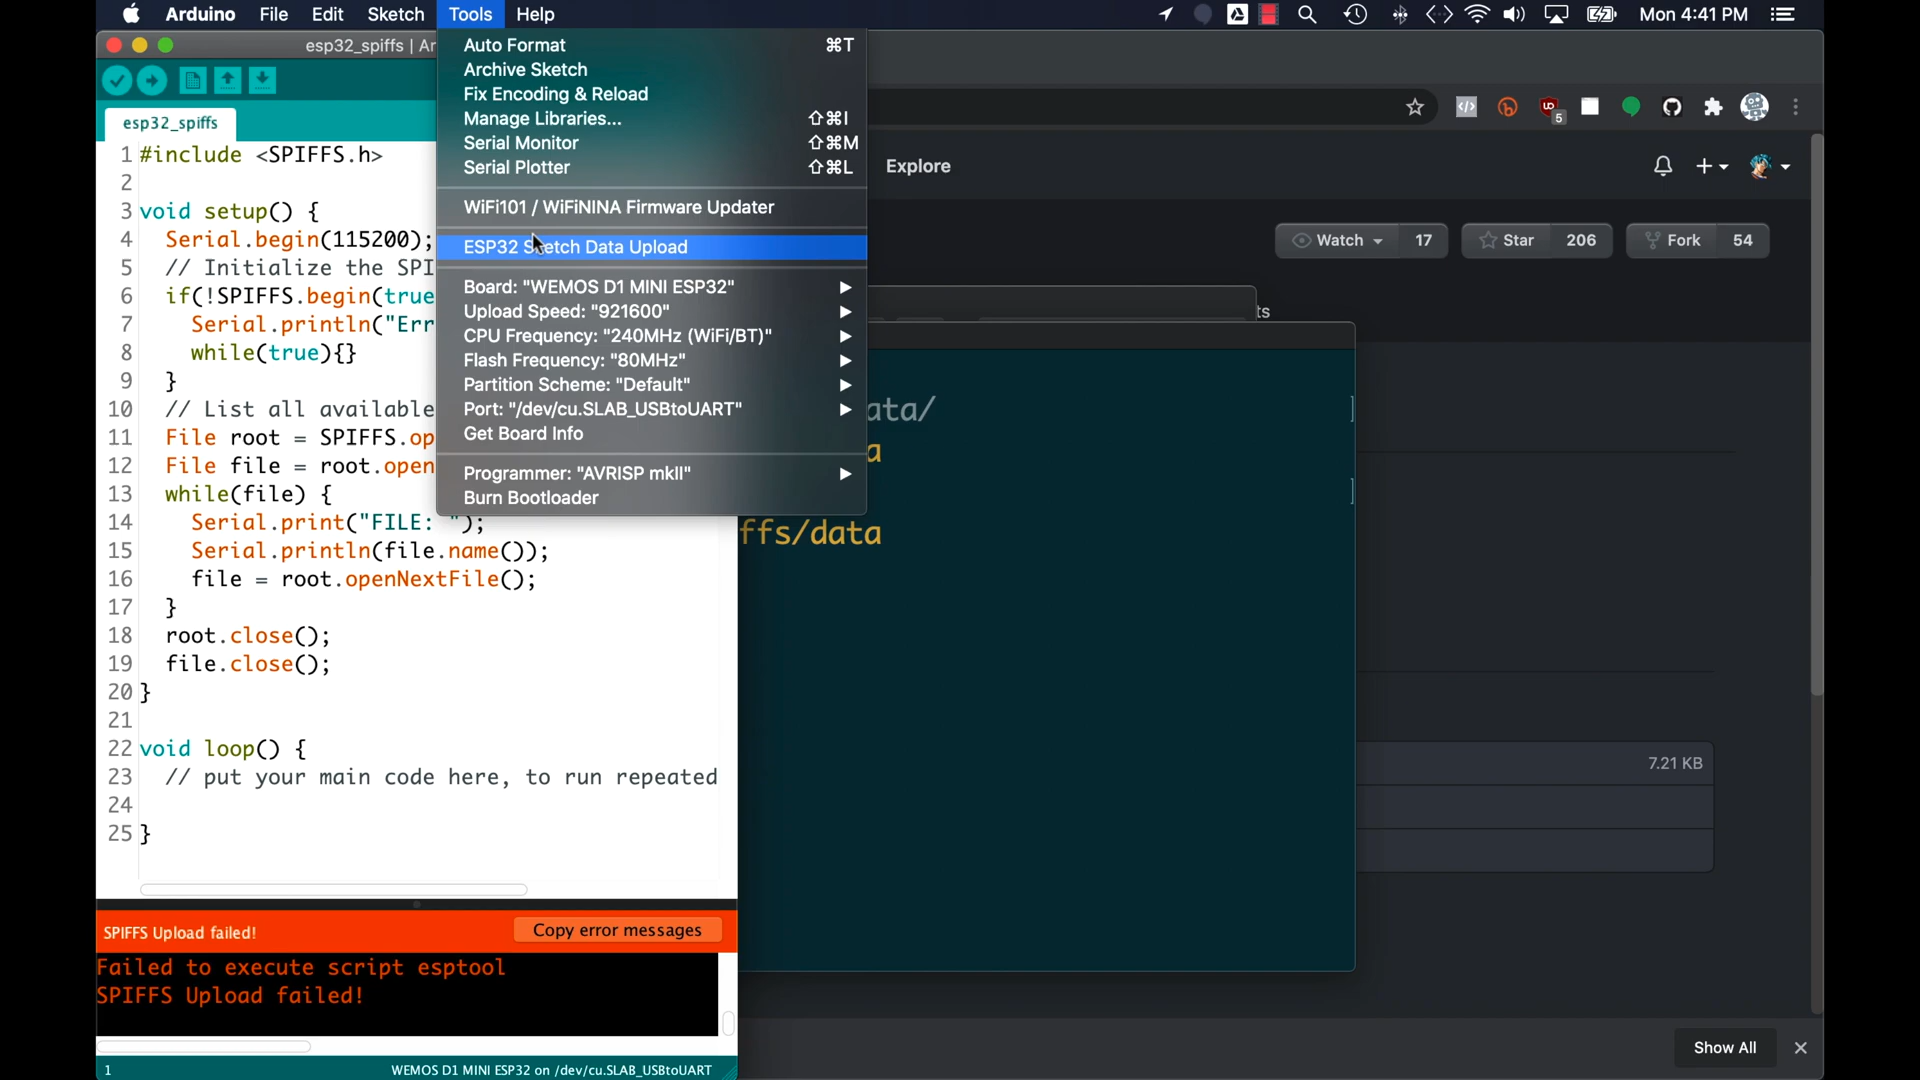 Arduino File Edit Sketch Tools Help
Mon 4:41 PM
esp32_spiffs | Ar
esp32_spiffs
1 #include <SPIFFS.h>
2
3 void setup() {
4 Serial.begin(115200);
5 // Initialize the SPI
6 if(!SPIFFS.begin(true
7 Serial.println("Err
8 while(true){}
9 }
10 // List all available
11 File root = SPIFFS.op
12 File file = root.open
13 while(file) {
14 Serial.print("FILE: ");
15 Serial.println(file.name());
16 file = root.openNextFile();
17 }
18 root.close();
19 file.close();
20 }
21
22 void loop() {
23 // put your main code here, to run repeated
24
25 }
SPIFFS Upload failed!
Copy error messages
Failed to execute script esptool
SPIFFS Upload failed!
1
WEMOS D1 MINI ESP32 on /dev/cu.SLAB_USBtoUART
Auto Format ⌘T
Archive Sketch
Fix Encoding & Reload
Manage Libraries... ⇧⌘I
Serial Monitor ⇧⌘M
Serial Plotter ⇧⌘L
WiFi101 / WiFiNINA Firmware Updater
ESP32 Sketch Data Upload
Board: "WEMOS D1 MINI ESP32"
Upload Speed: "921600"
CPU Frequency: "240MHz (WiFi/BT)"
Flash Frequency: "80MHz"
Partition Scheme: "Default"
Port: "/dev/cu.SLAB_USBtoUART"
Get Board Info
Programmer: "AVRISP mkII"
Burn Bootloader
5
Explore
Watch 17 Star 206 Fork 54
ts
ata/
]
a
]
ffs/data
7.21 KB
Show All